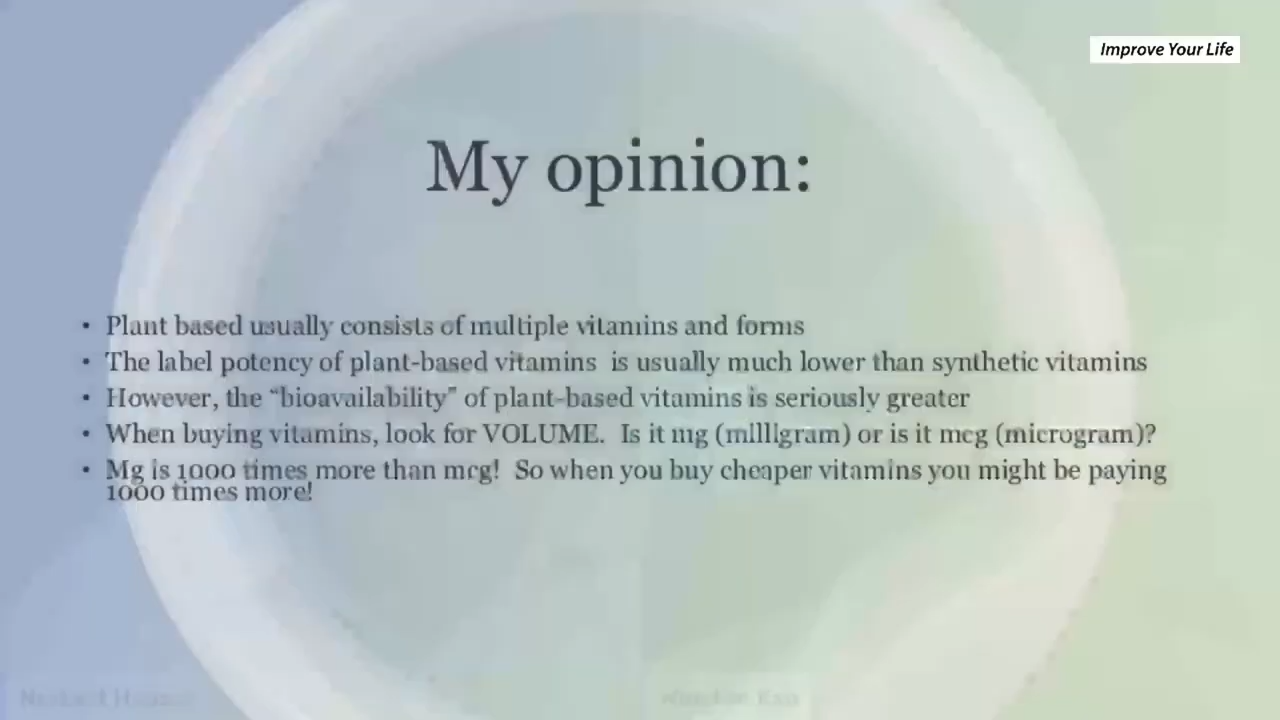 Improve Your Life
My opinion:
• Plant based usually consists of multiple vitamins and forms
• The label potency of plant-based vitamins is usually much lower than synthetic vitamins
• However, the “bioavailability” of plant-based vitamins is seriously greater
• When buying vitamins, look for VOLUME. Is it mg (milligram) or is it mcg (microgram)?
• Mg is 1000 times more than mcg! So when you buy cheaper vitamins you might be paying
1000 times more!